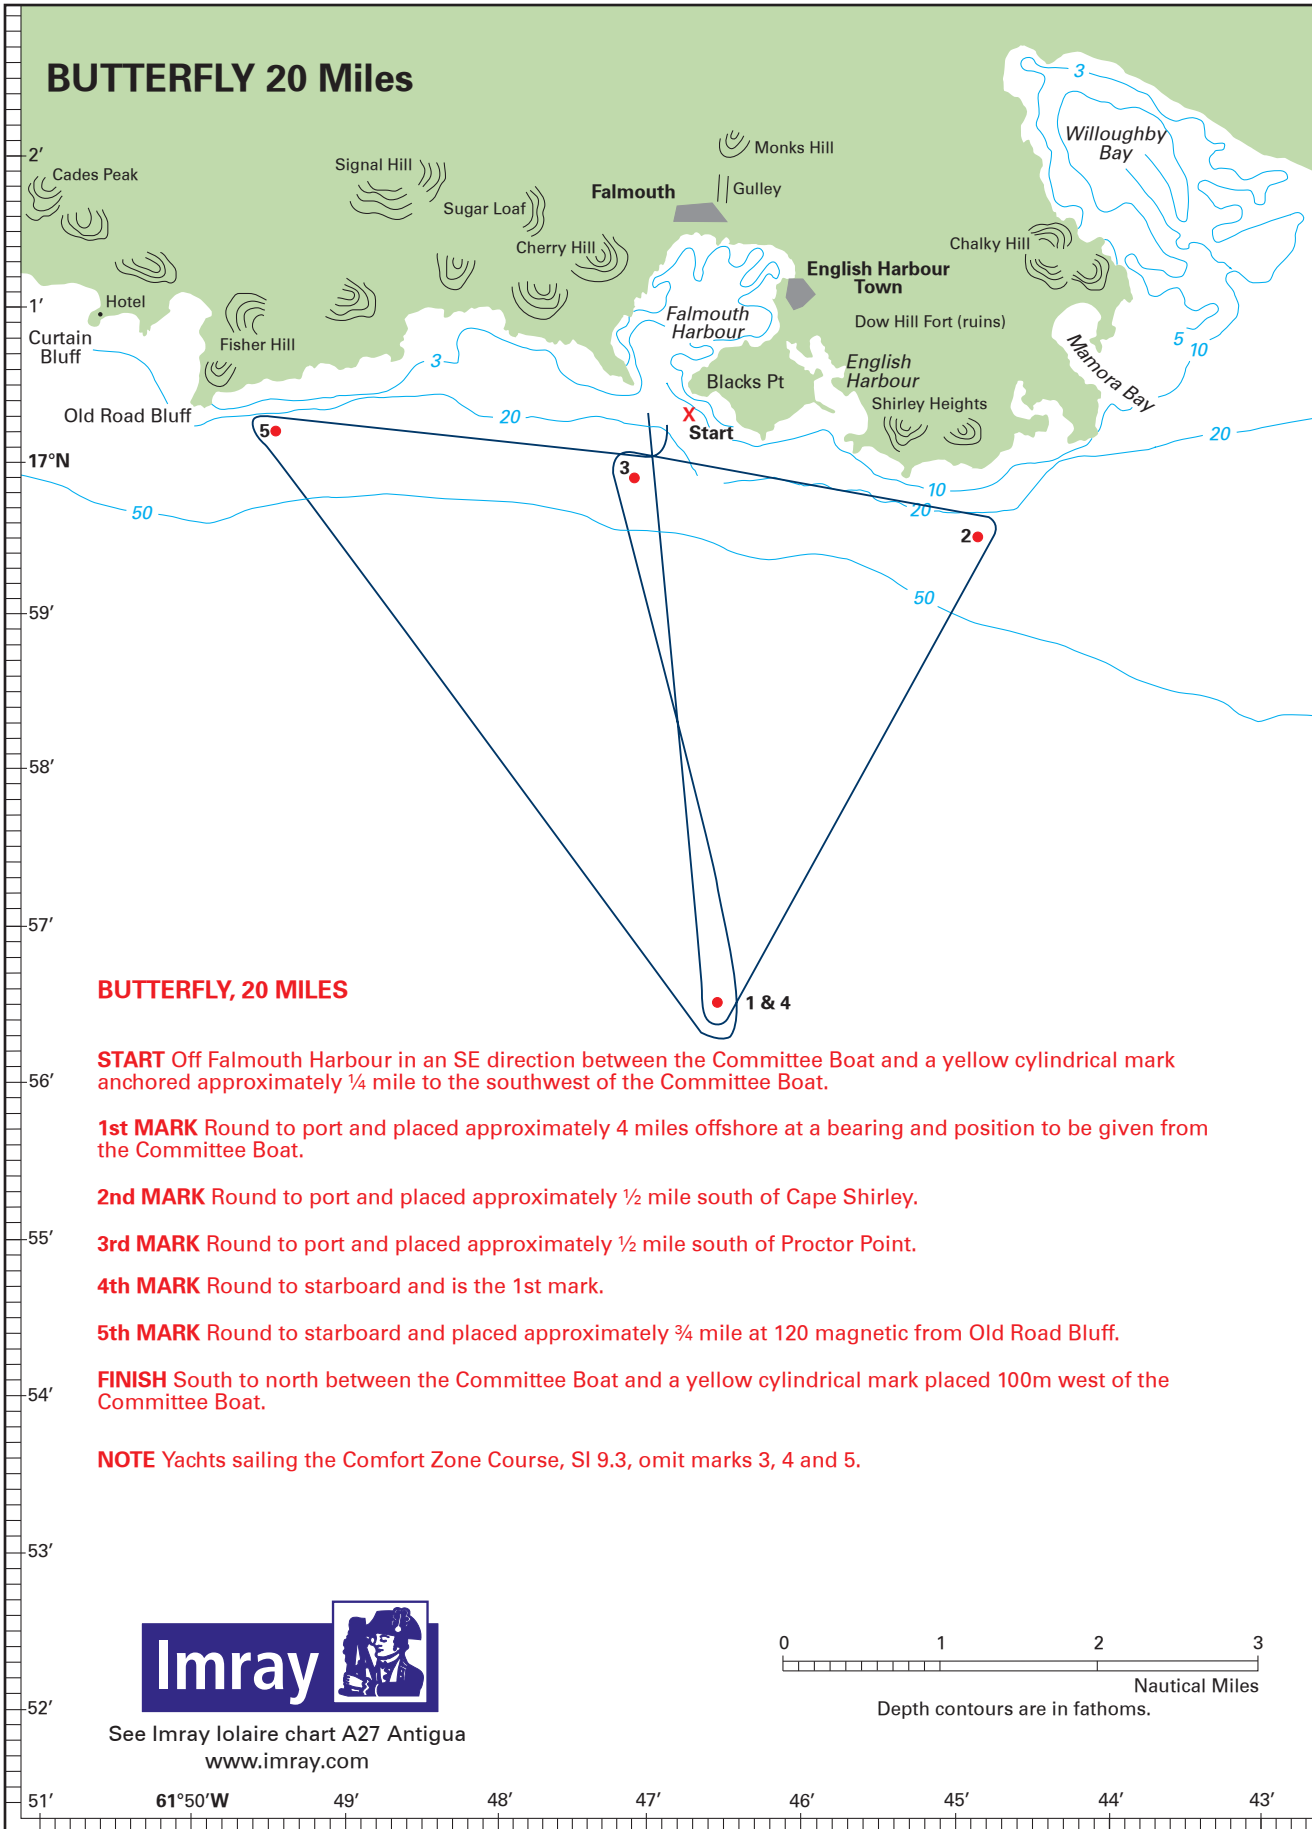 BUTTERFLY 20 Miles
3
Willoughby
Bay
2′
Cades Peak
Signal Hill
Monks Hill
Falmouth
Gulley
Sugar Loaf
Cherry Hill
Chalky Hill
English Harbour
Town
1′
Hotel
Falmouth
Harbour
Dow Hill Fort (ruins)
Curtain
Bluff
Fisher Hill
3
English
Harbour
Mamora Bay
5
10
Blacks Pt
Shirley Heights
Old Road Bluff
20
X
Start
5
20
17°N
3
10
20
50
2
50
59′
58′
57′
1 & 4
BUTTERFLY, 20 MILES
START Off Falmouth Harbour in an SE direction between the Committee Boat and a yellow cylindrical mark
anchored approximately ¼ mile to the southwest of the Committee Boat.
56′
1st MARK Round to port and placed approximately 4 miles offshore at a bearing and position to be given from
the Committee Boat.
2nd MARK Round to port and placed approximately ½ mile south of Cape Shirley.
55′
3rd MARK Round to port and placed approximately ½ mile south of Proctor Point.
4th MARK Round to starboard and is the 1st mark.
5th MARK Round to starboard and placed approximately ¾ mile at 120 magnetic from Old Road Bluff.
54′
FINISH South to north between the Committee Boat and a yellow cylindrical mark placed 100m west of the
Committee Boat.
NOTE Yachts sailing the Comfort Zone Course, SI 9.3, omit marks 3, 4 and 5.
53′
Imray
0 1 2 3
Nautical Miles
Depth contours are in fathoms.
52′
See Imray Iolaire chart A27 Antigua
www.imray.com
51′
61°50′W 49′ 48′ 47′ 46′ 45′ 44′ 43′